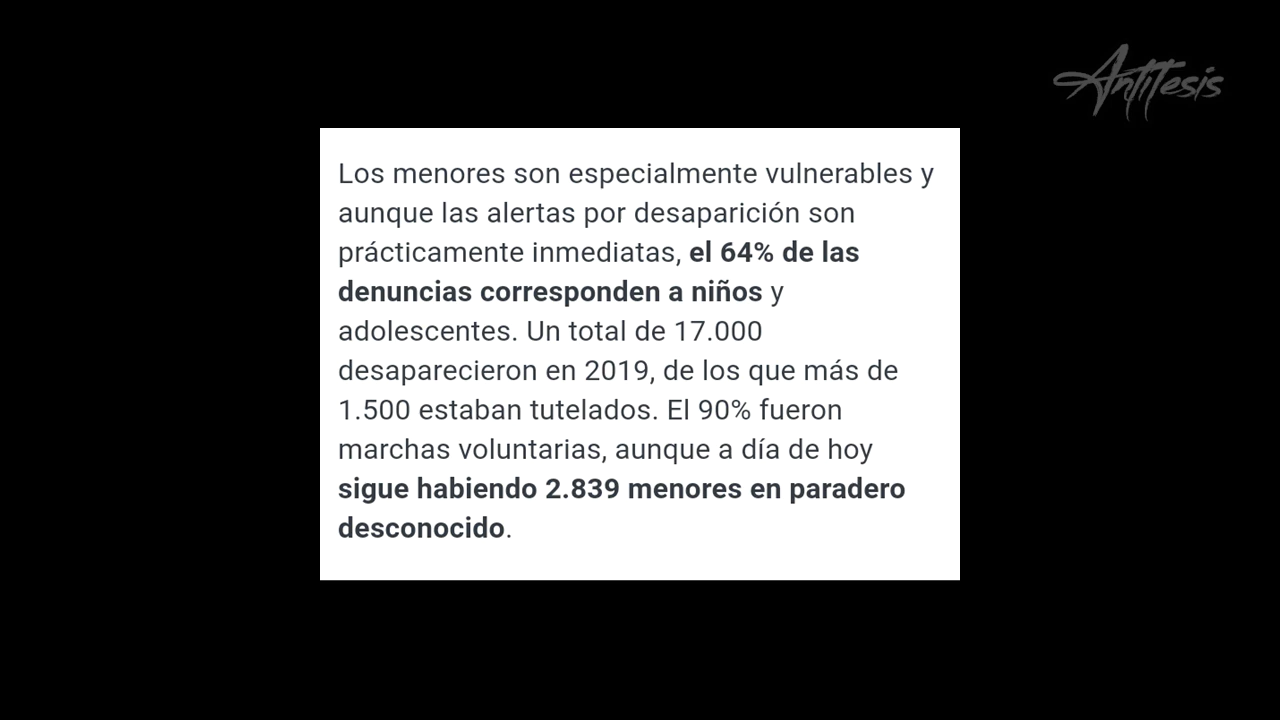 Antítesis
Los menores son especialmente vulnerables y
aunque las alertas por desaparición son
prácticamente inmediatas, el 64% de las
denuncias corresponden a niños y
adolescentes. Un total de 17.000
desaparecieron en 2019, de los que más de
1.500 estaban tutelados. El 90% fueron
marchas voluntarias, aunque a día de hoy
sigue habiendo 2.839 menores en paradero
desconocido.